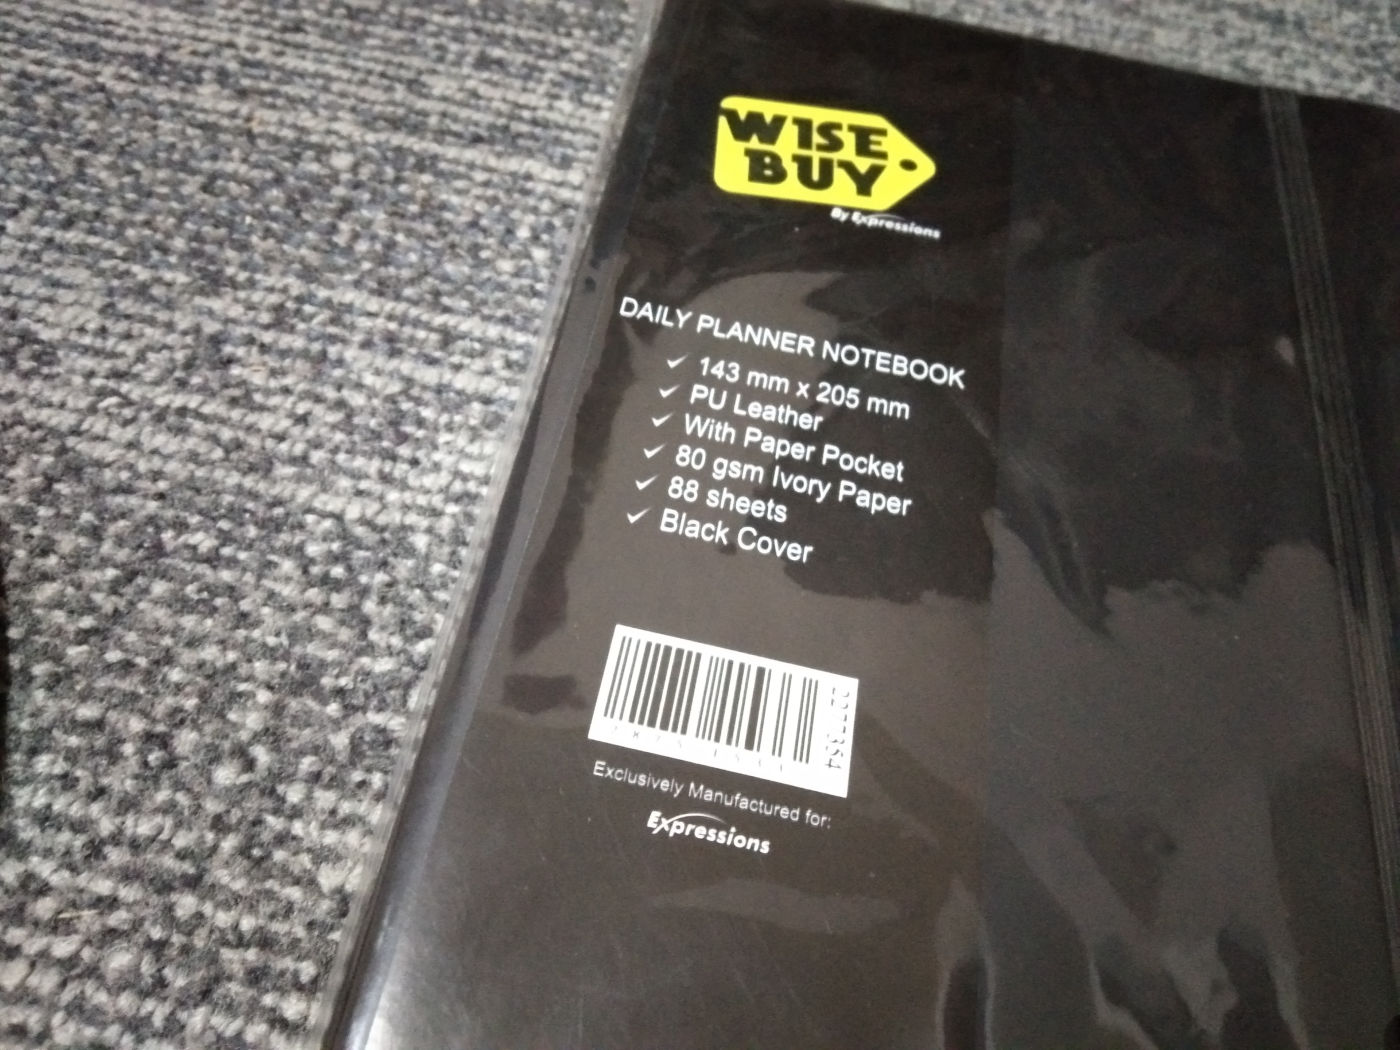 WISE
BUY
By Expressions
DAILY PLANNER NOTEBOOK
143 mm x 205 mm
PU Leather
With Paper Pocket
80 gsm Ivory Paper
88 sheets
Black Cover
2277354
Exclusively Manufactured for:
Expressions